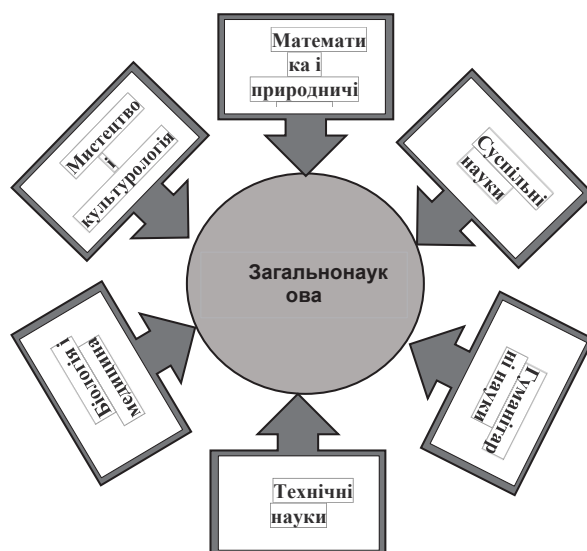 Математи
ка і
природничі
Мистецтво
і
культурологія
Суспільні
науки
Загальнонаук
ова
Біологія і
медицина
Гуманітар
ні науки
Технічні
науки